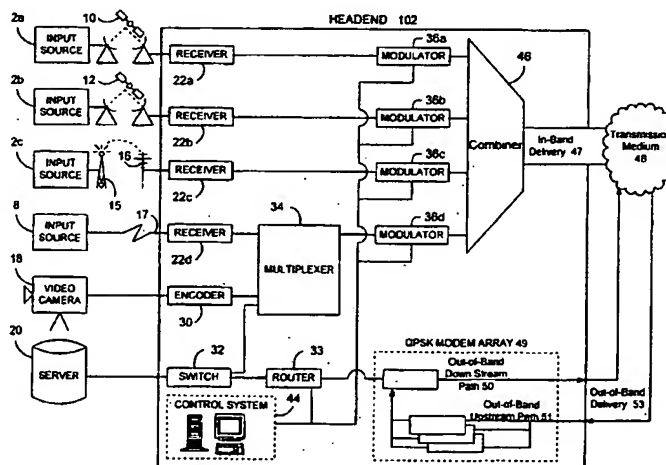 HEADEND 102
2a
10
INPUT
SOURCE
RECEIVER
22a
36a
MODULATOR
46
2b
12
INPUT
SOURCE
RECEIVER
22b
36b
MODULATOR
Combiner
In-Band
Delivery 47
Transmission
Medium
48
2c
INPUT
SOURCE
16
15
RECEIVER
22c
36c
MODULATOR
8
INPUT
SOURCE
17
RECEIVER
22d
34
MULTIPLEXER
36d
MODULATOR
18
VIDEO
CAMERA
ENCODER
30
20
SERVER
32
SWITCH
33
ROUTER
CONTROL SYSTEM
44
QPSK MODEM ARRAY 49
Out-of-Band
Down Stream
Path 50
Out-of-Band
Upstream Path 51
Out-of-Band
Delivery 53